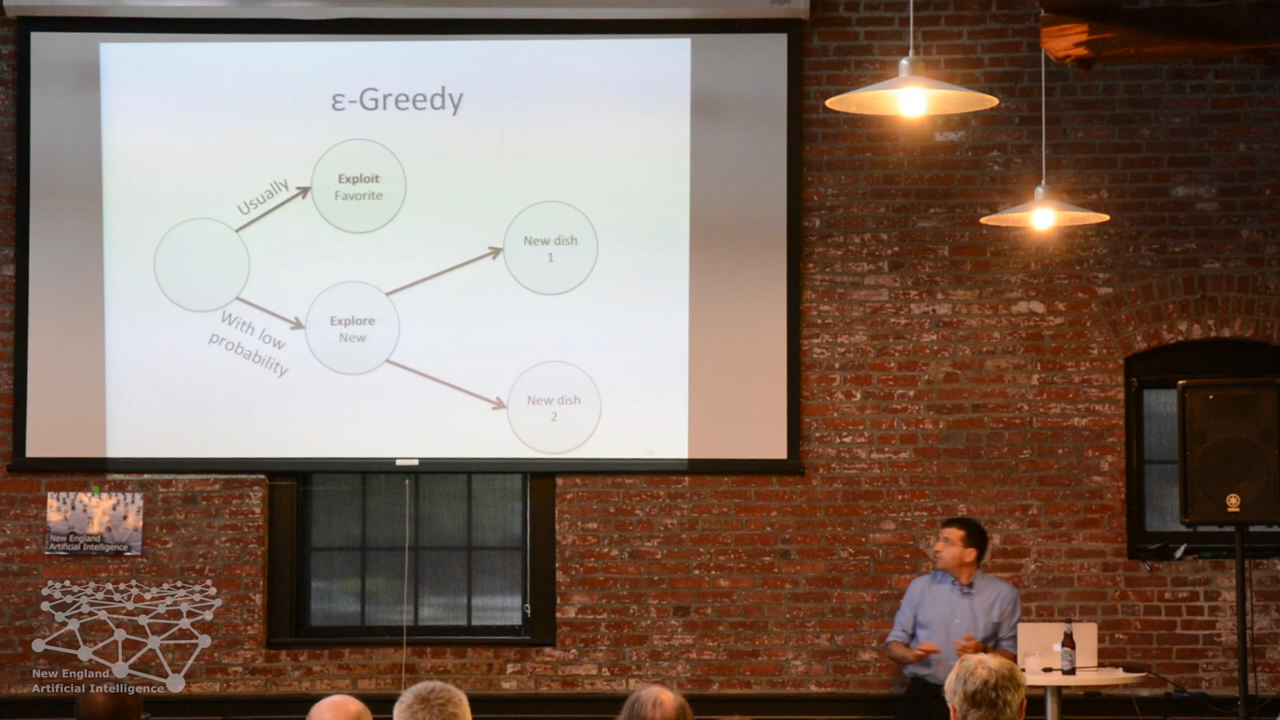 ε-Greedy
Usually
Exploit
Favorite
With low
probability
Explore
New
New dish
1
New dish
2
New England
Artificial Intelligence
New England
Artificial Intelligence